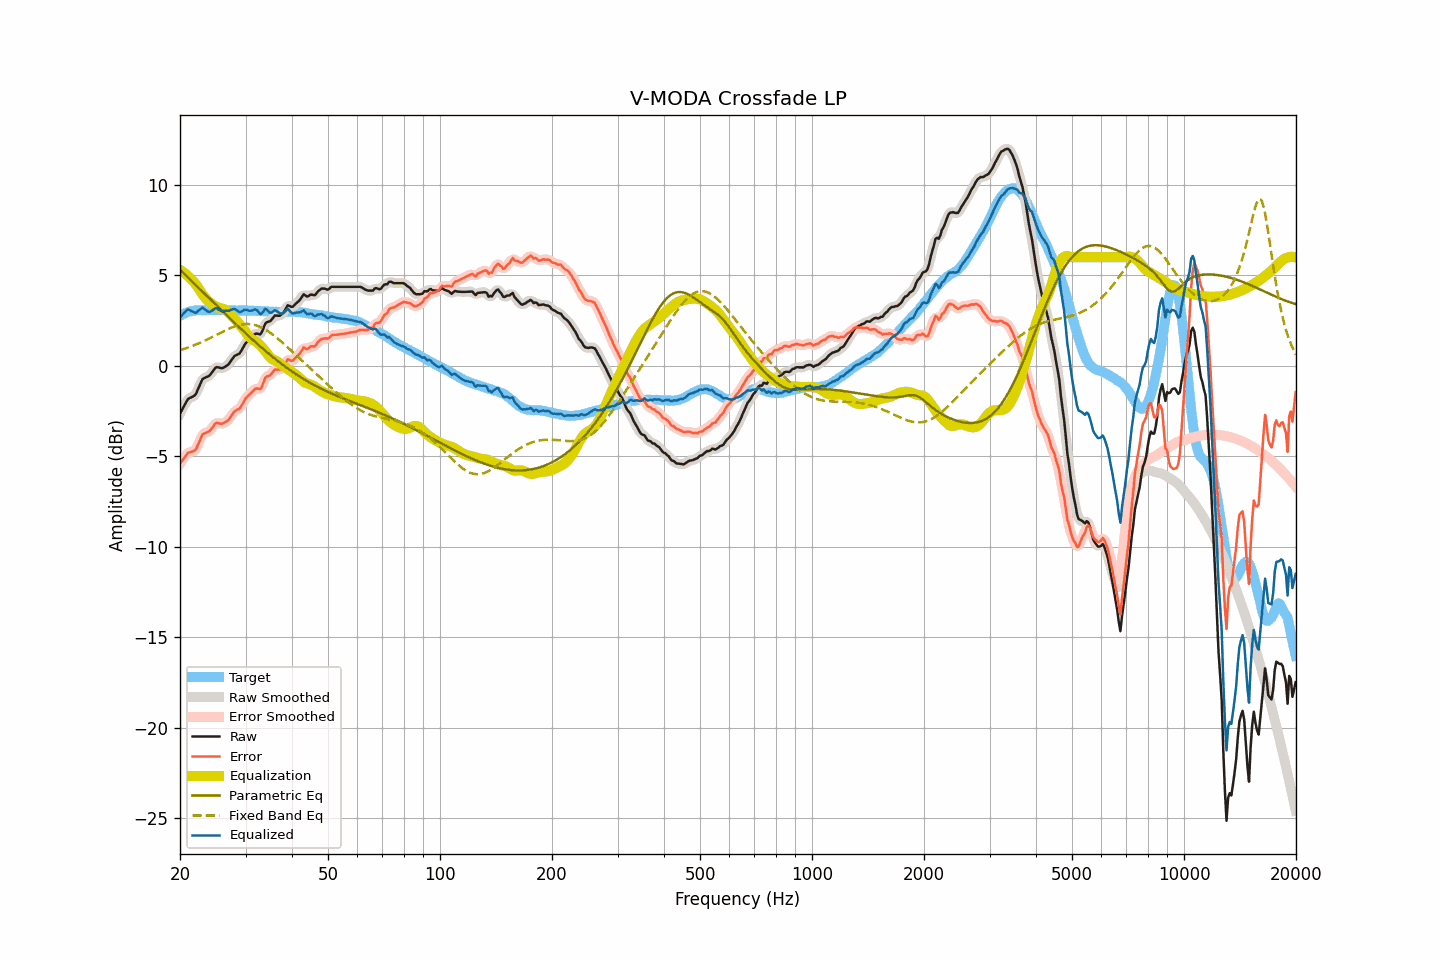 V-MODA Crossfade LP
Amplitude (dBr)
10
5
0
−5
−10
−15
−20
−25
Target
Raw Smoothed
Error Smoothed
Raw
Error
Equalization
Parametric Eq
Fixed Band Eq
Equalized
20 50 100 200 500 1000 2000 5000 10000 20000
Frequency (Hz)